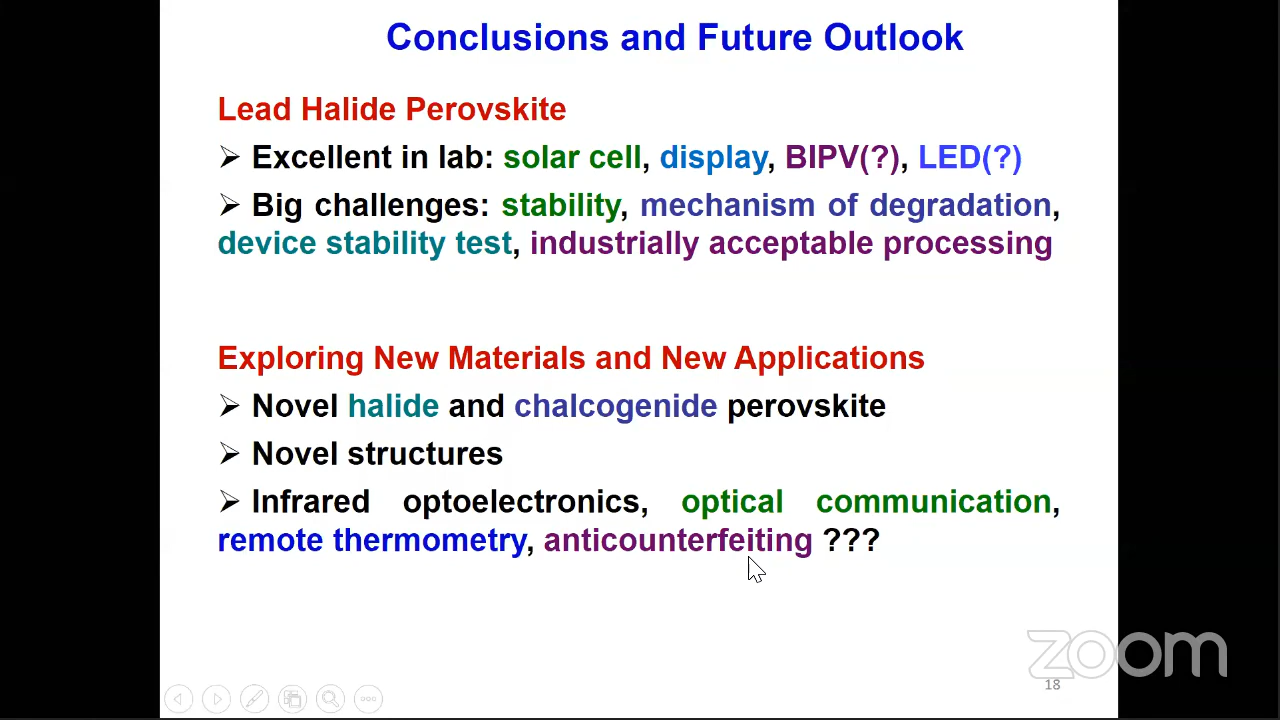 Conclusions and Future Outlook
Lead Halide Perovskite
➢ Excellent in lab: solar cell, display, BIPV(?), LED(?)
➢ Big challenges: stability, mechanism of degradation,
device stability test, industrially acceptable processing
Exploring New Materials and New Applications
➢ Novel halide and chalcogenide perovskite
➢ Novel structures
➢ Infrared optoelectronics, optical communication,
remote thermometry, anticounterfeiting ???
zoom
18